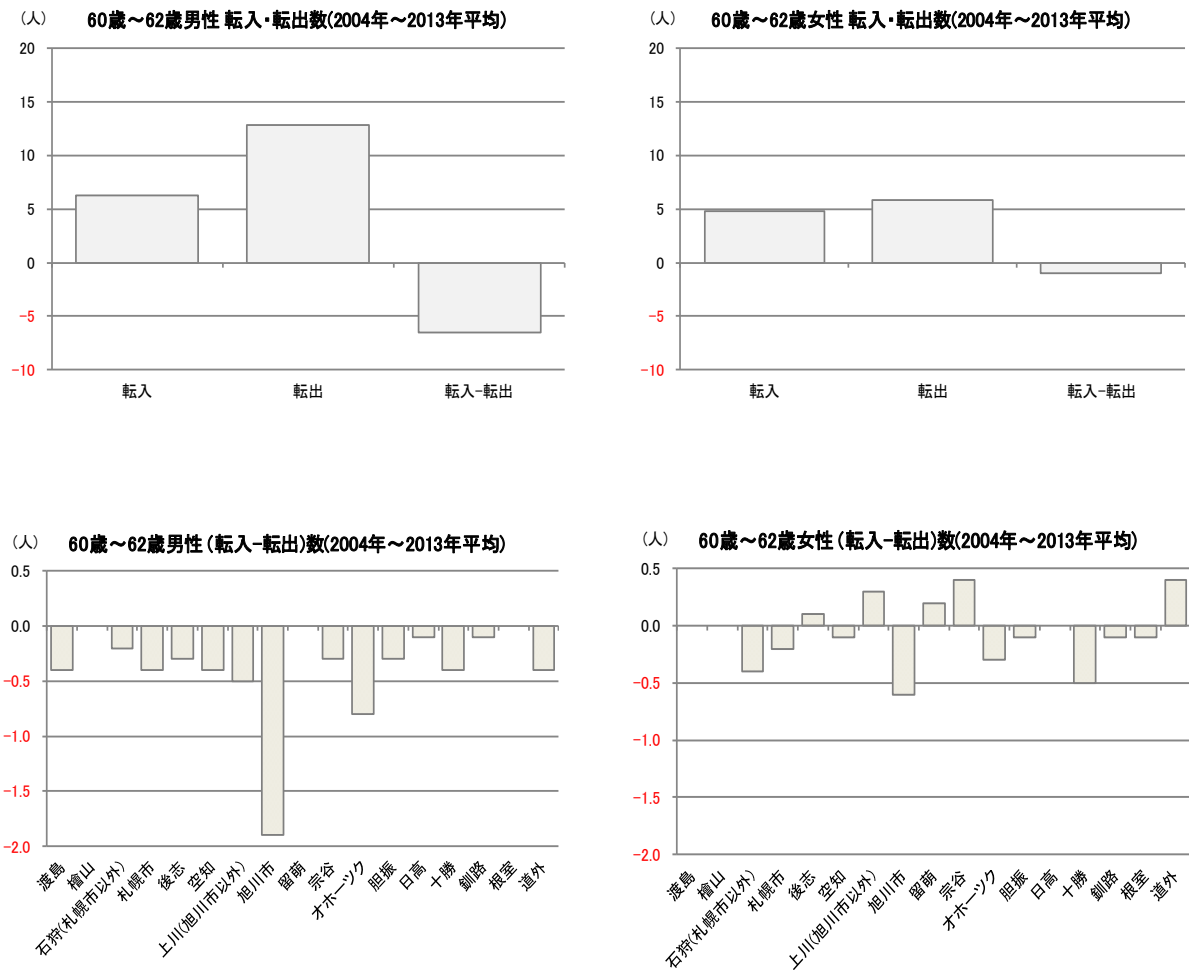 (人)
60歳～62歳男性 転入・転出数(2004年～2013年平均)
20
15
10
5
0
−5
−10
転入
転出
転入-転出
(人)
60歳～62歳女性 転入・転出数(2004年～2013年平均)
20
15
10
5
0
−5
−10
転入
転出
転入-転出
(人)
60歳～62歳男性 (転入-転出)数(2004年～2013年平均)
0.5
0.0
−0.5
−1.0
−1.5
−2.0
渡島
檜山
石狩(札幌市以外)
札幌市
後志
空知
上川(旭川市以外)
旭川市
留萌
宗谷
オホーツク
胆振
日高
十勝
釧路
根室
道外
(人)
60歳～62歳女性 (転入-転出)数(2004年～2013年平均)
0.5
0.0
−0.5
−1.0
−1.5
−2.0
渡島
檜山
石狩(札幌市以外)
札幌市
後志
空知
上川(旭川市以外)
旭川市
留萌
宗谷
オホーツク
胆振
日高
十勝
釧路
根室
道外